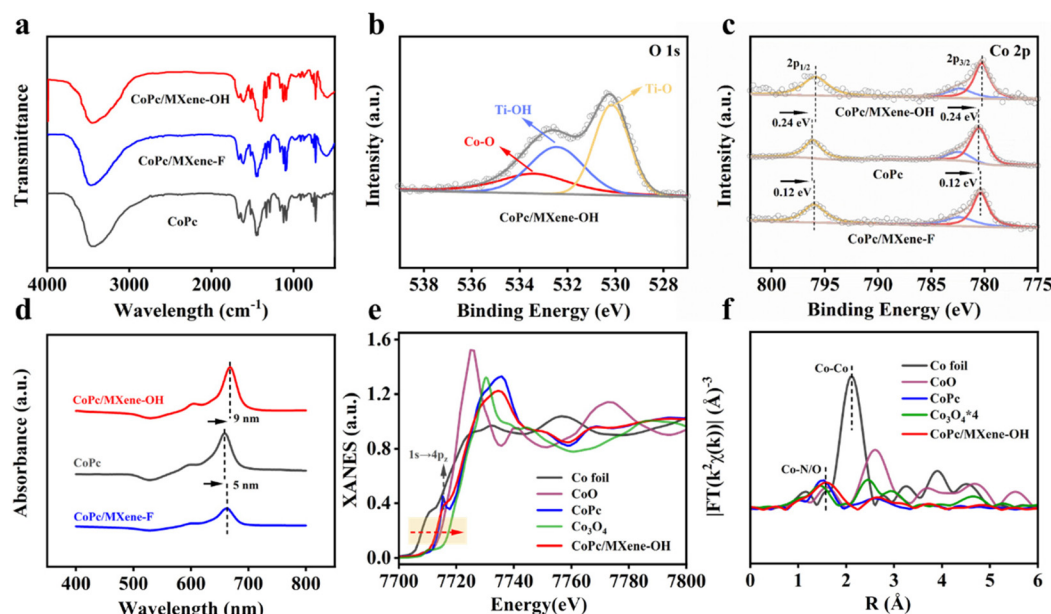 a
Transmittance
CoPc/MXene-OH
CoPc/MXene-F
CoPc
4000
3000
2000
1000
Wavelength (cm-1)
b
O 1s
Intensity (a.u.)
Ti-O
Ti-OH
Co-O
CoPc/MXene-OH
538
536
534
532
530
528
Binding Energy (eV)
c
Co 2p
Intensity (a.u.)
2p1/2
2p3/2
CoPc/MXene-OH
0.24 eV
0.24 eV
CoPc
0.12 eV
0.12 eV
CoPc/MXene-F
800
795
790
785
780
775
Binding Energy (eV)
d
Absorbance (a.u.)
CoPc/MXene-OH
9 nm
CoPc
5 nm
CoPc/MXene-F
400
500
600
700
800
Wavelength (nm)
e
XANES (a.u.)
1.6
1.2
0.8
0.4
0.0
1s→4pz
Co foil
CoO
CoPc
Co3O4
CoPc/MXene-OH
7700
7720
7740
7760
7780
7800
Energy(eV)
f
|FT(k2χ(k))| (Å)-3
Co-Co
Co-N/O
Co foil
CoO
CoPc
Co3O4*4
CoPc/MXene-OH
0
1
2
3
4
5
6
R (Å)